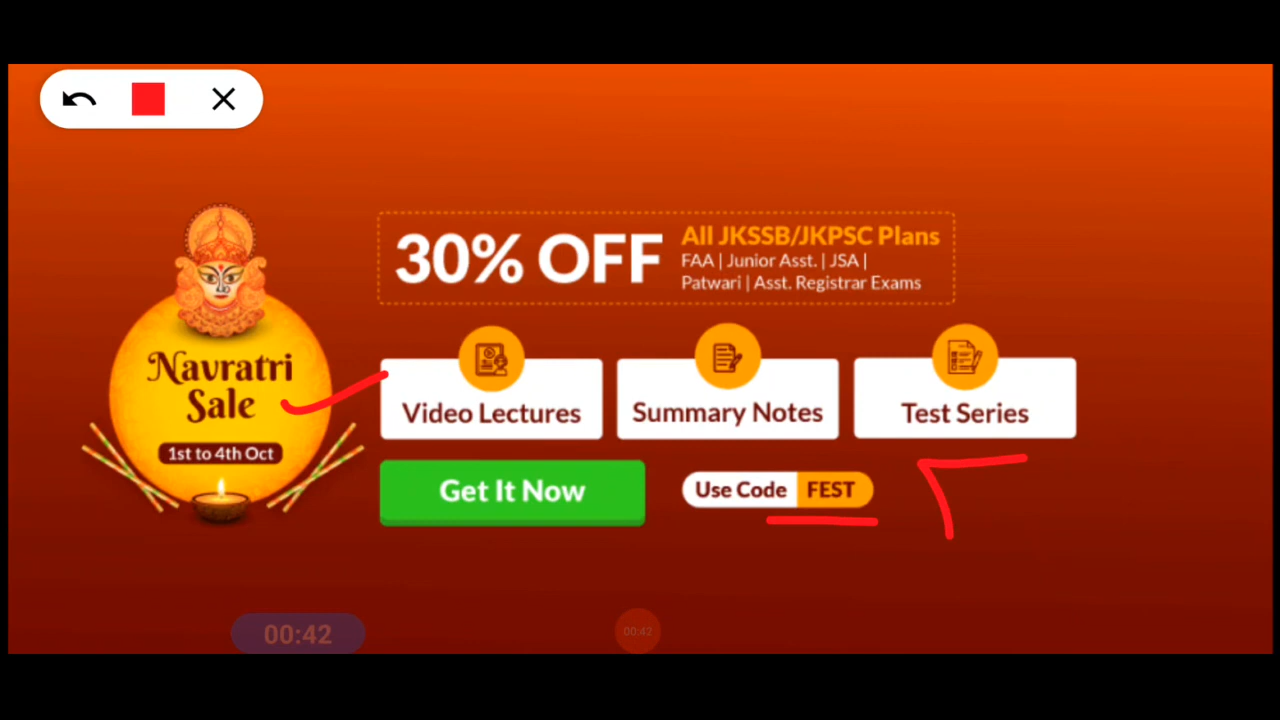 30% OFF
All JKSSB/JKPSC Plans
FAA | Junior Asst. | JSA |
Patwari | Asst. Registrar Exams
Navratri
Sale
1st to 4th Oct
Video Lectures
Summary Notes
Test Series
Get It Now
Use Code FEST
00:42
00:42